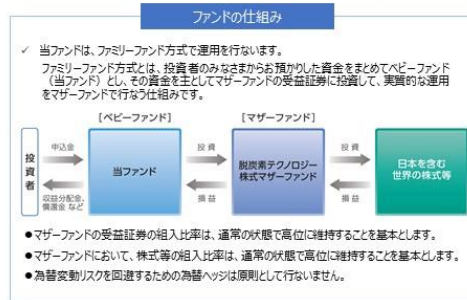 ファンドの仕組み
✓ 当ファンドは、ファミリーファンド方式で運用を行ないます。
ファミリーファンド方式とは、投資者のみなさまからお預かりした資金をまとめてベビーファンド
（当ファンド）とし、その資金を主としてマザーファンドの受益証券に投資して、実質的な運用
をマザーファンドで行なう仕組みです。
［ベビーファンド］
［マザーファンド］
投資者
申込金
収益分配金、
償還金 など
当ファンド
投資
損益
脱炭素テクノロジー
株式マザーファンド
投資
損益
日本を含む
世界の株式等
●マザーファンドの受益証券の組入比率は、通常の状態で高位に維持することを基本とします。
●マザーファンドにおいて、株式等の組入比率は、通常の状態で高位に維持することを基本とします。
●為替変動リスクを回避するための為替ヘッジは原則として行ないません。